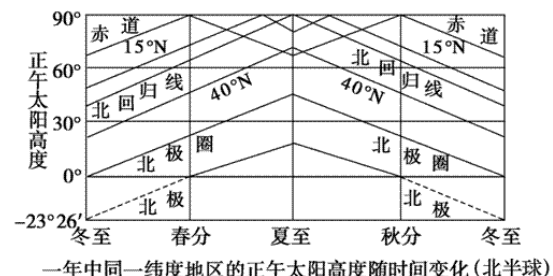 90°
60°
30°
0°
-23°26′
正午太阳高度
赤道
15°N
北回归线
40°N
北极圈
北极
赤道
15°N
北回归线
40°N
北极圈
北极
冬至 春分 夏至 秋分 冬至
一年中同一纬度地区的正午太阳高度随时间变化(北半球)